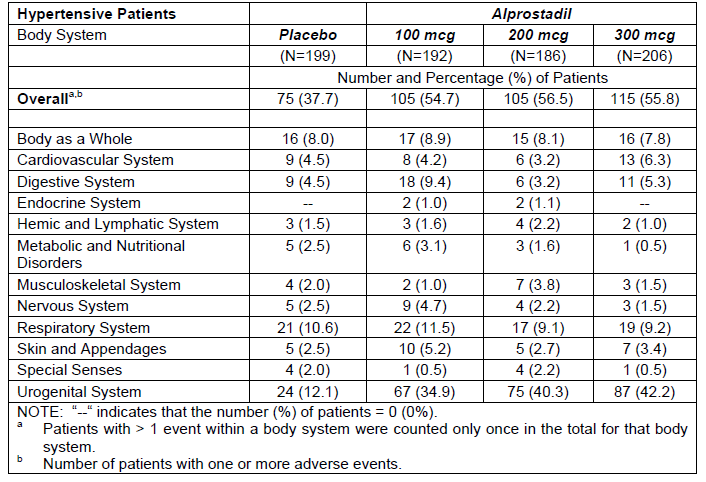 Hypertensive Patients Alprostadil
Body System Placebo 100 mcg 200 mcg 300 mcg
(N=199) (N=192) (N=186) (N=206)
Number and Percentage (%) of Patients
Overall^a,b 75 (37.7) 105 (54.7) 105 (56.5) 115 (55.8)
Body as a Whole 16 (8.0) 17 (8.9) 15 (8.1) 16 (7.8)
Cardiovascular System 9 (4.5) 8 (4.2) 6 (3.2) 13 (6.3)
Digestive System 9 (4.5) 18 (9.4) 6 (3.2) 11 (5.3)
Endocrine System -- 2 (1.0) 2 (1.1) --
Hemic and Lymphatic System 3 (1.5) 3 (1.6) 4 (2.2) 2 (1.0)
Metabolic and Nutritional 5 (2.5) 6 (3.1) 3 (1.6) 1 (0.5)
Disorders
Musculoskeletal System 4 (2.0) 2 (1.0) 7 (3.8) 3 (1.5)
Nervous System 5 (2.5) 9 (4.7) 4 (2.2) 3 (1.5)
Respiratory System 21 (10.6) 22 (11.5) 17 (9.1) 19 (9.2)
Skin and Appendages 5 (2.5) 10 (5.2) 5 (2.7) 7 (3.4)
Special Senses 4 (2.0) 1 (0.5) 4 (2.2) 1 (0.5)
Urogenital System 24 (12.1) 67 (34.9) 75 (40.3) 87 (42.2)
NOTE: "--" indicates that the number (%) of patients = 0 (0%).
a Patients with > 1 event within a body system were counted only once in the total for that body
system.
b Number of patients with one or more adverse events.